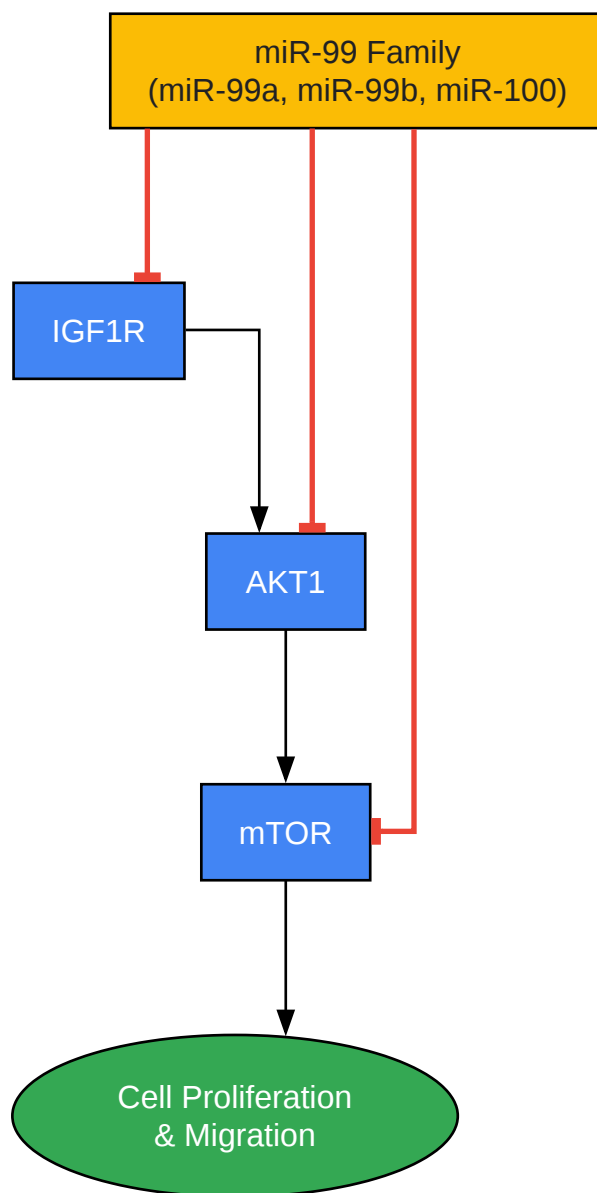 miR-99 Family
(miR-99a, miR-99b, miR-100)
IGF1R
AKT1
mTOR
Cell Proliferation
& Migration